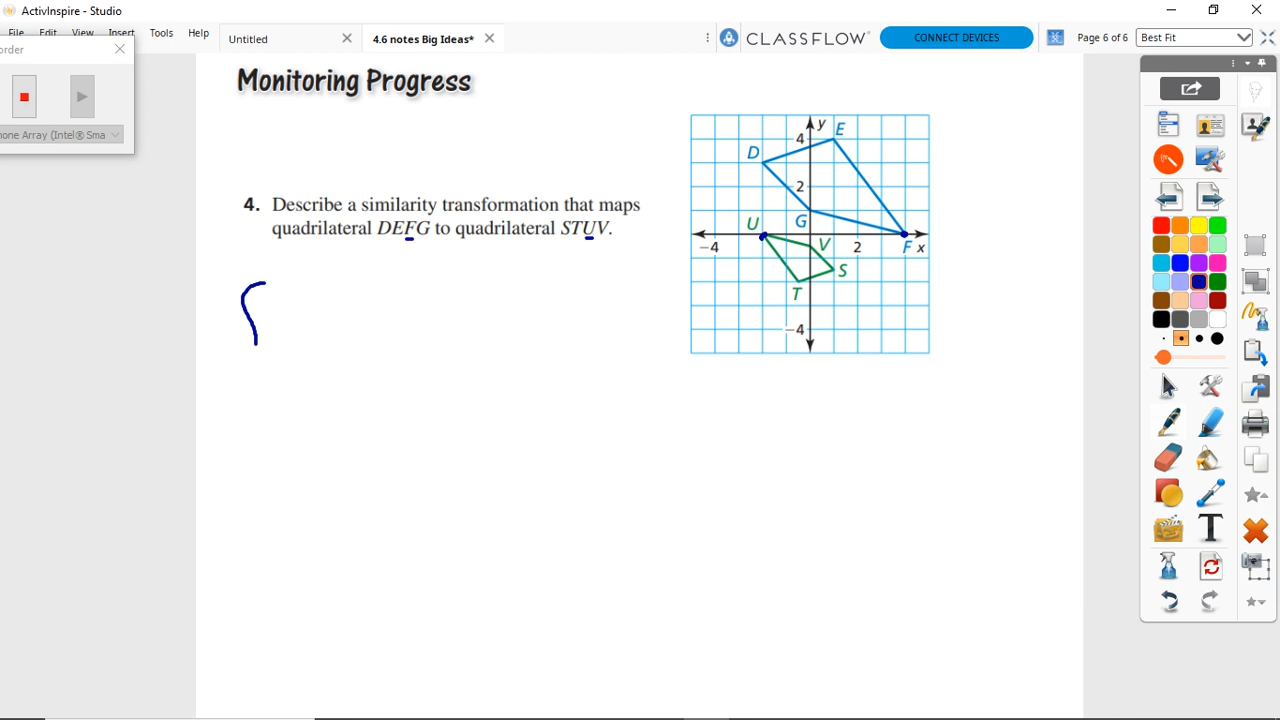 ActivInspire - Studio
File Edit View Insert Tools Help
order
Untitled
4.6 notes Big Ideas*
CLASSFLOW
CONNECT DEVICES
Page 6 of 6
Best Fit
hone Array (Intel® Sma
Monitoring Progress
4. Describe a similarity transformation that maps
quadrilateral DEFG to quadrilateral STUV.
4 y E
D
2
U G
-4 V 2 F x
S
T
-4
T